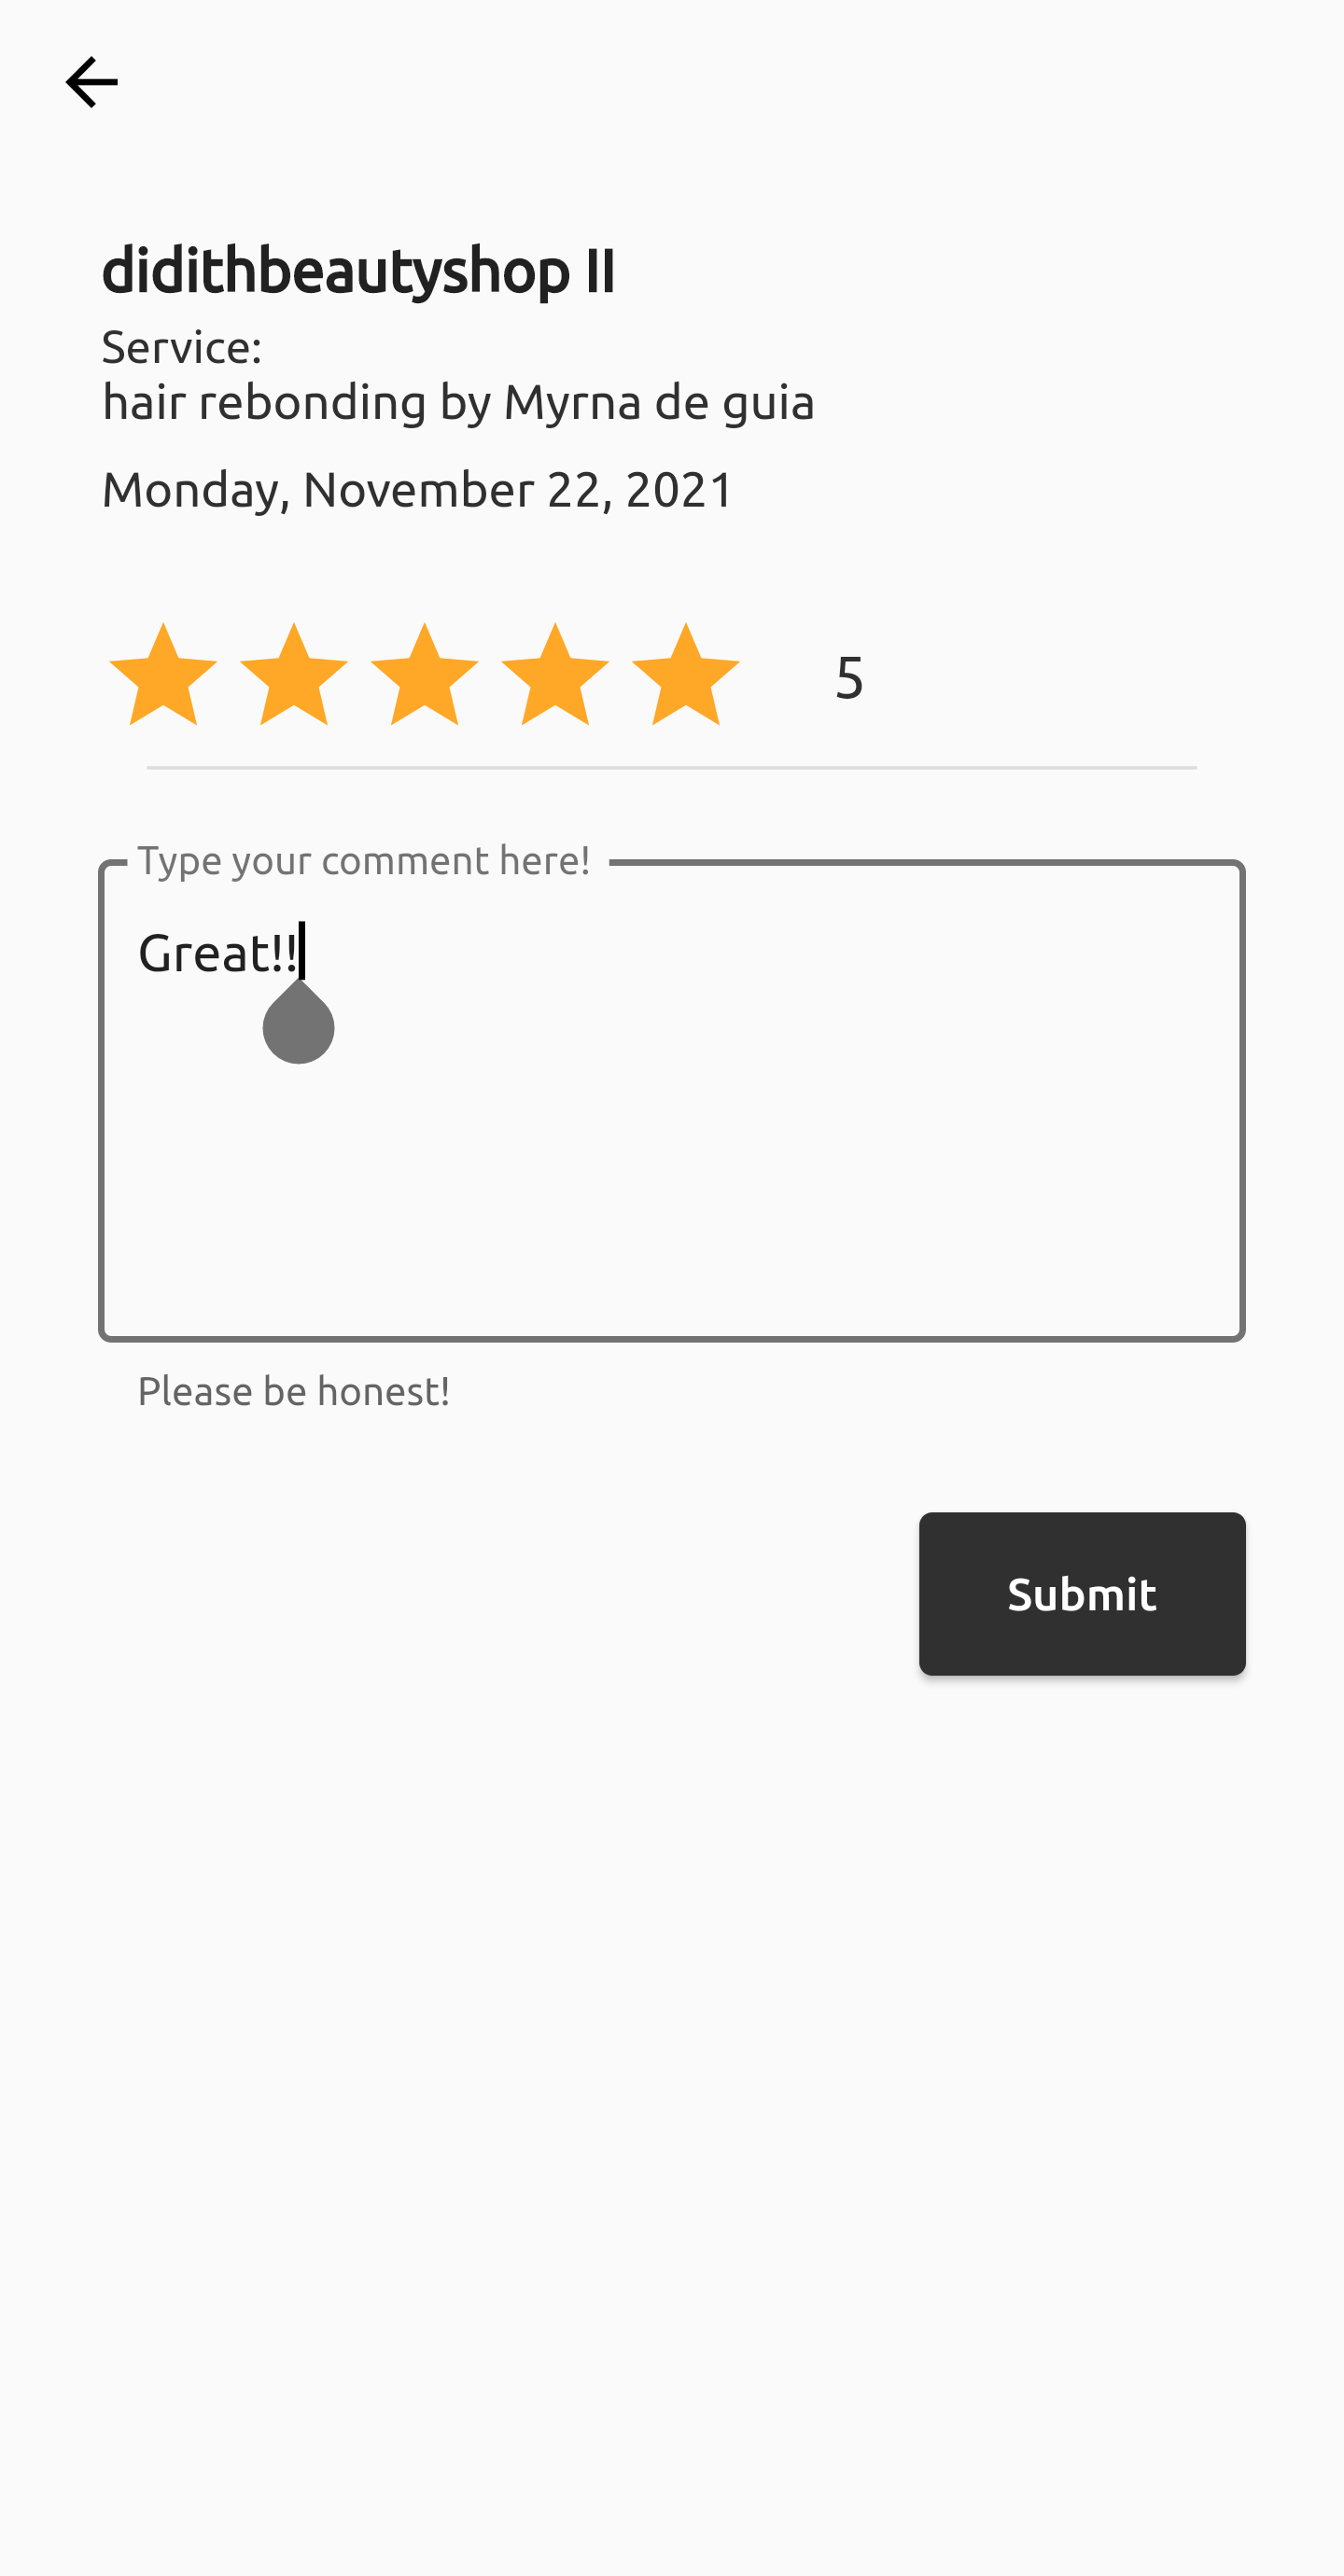 didithbeautyshop II
Service:
hair rebonding by Myrna de guia
Monday, November 22, 2021
5
Type your comment here!
Great!!
Please be honest!
Submit